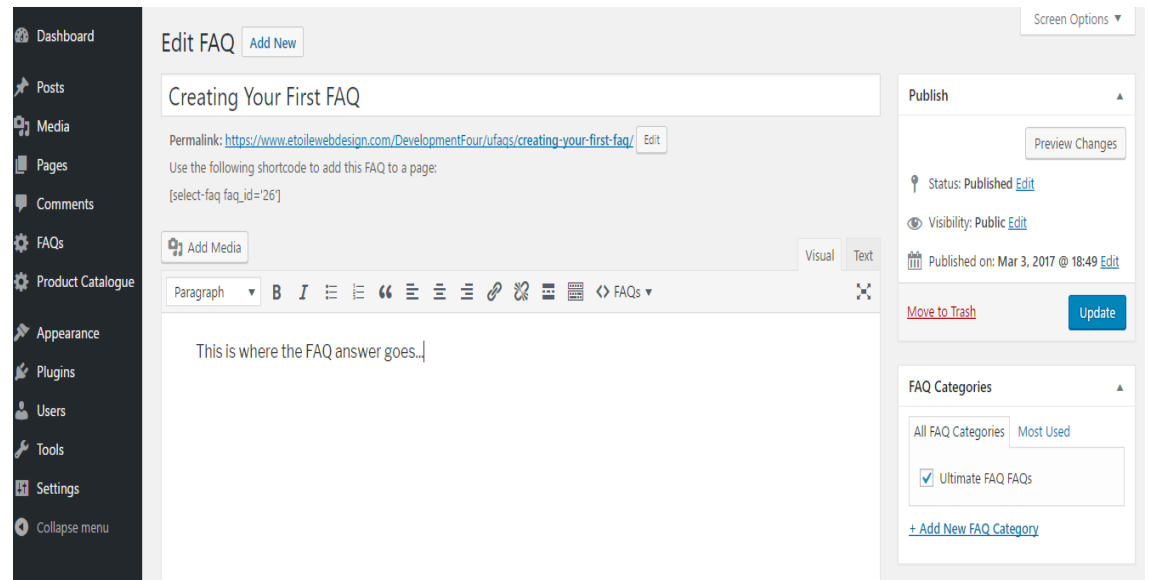 Dashboard
Posts
Media
Pages
Comments
FAQs
Product Catalogue
Appearance
Plugins
Users
Tools
Settings
Collapse menu
Screen Options ▼
Edit FAQ Add New
Creating Your First FAQ
Permalink: https://www.etoilewebdesign.com/DevelopmentFour/ufaqs/creating-your-first-faq/ Edit
Use the following shortcode to add this FAQ to a page:
[select-faq faq_id='26']
Add Media
Visual Text
Paragraph ▼ B I FAQs ▼
This is where the FAQ answer goes...
Publish
Preview Changes
Status: Published Edit
Visibility: Public Edit
Published on: Mar 3, 2017 @ 18:49 Edit
Move to Trash Update
FAQ Categories
All FAQ Categories Most Used
Ultimate FAQ FAQs
+ Add New FAQ Category